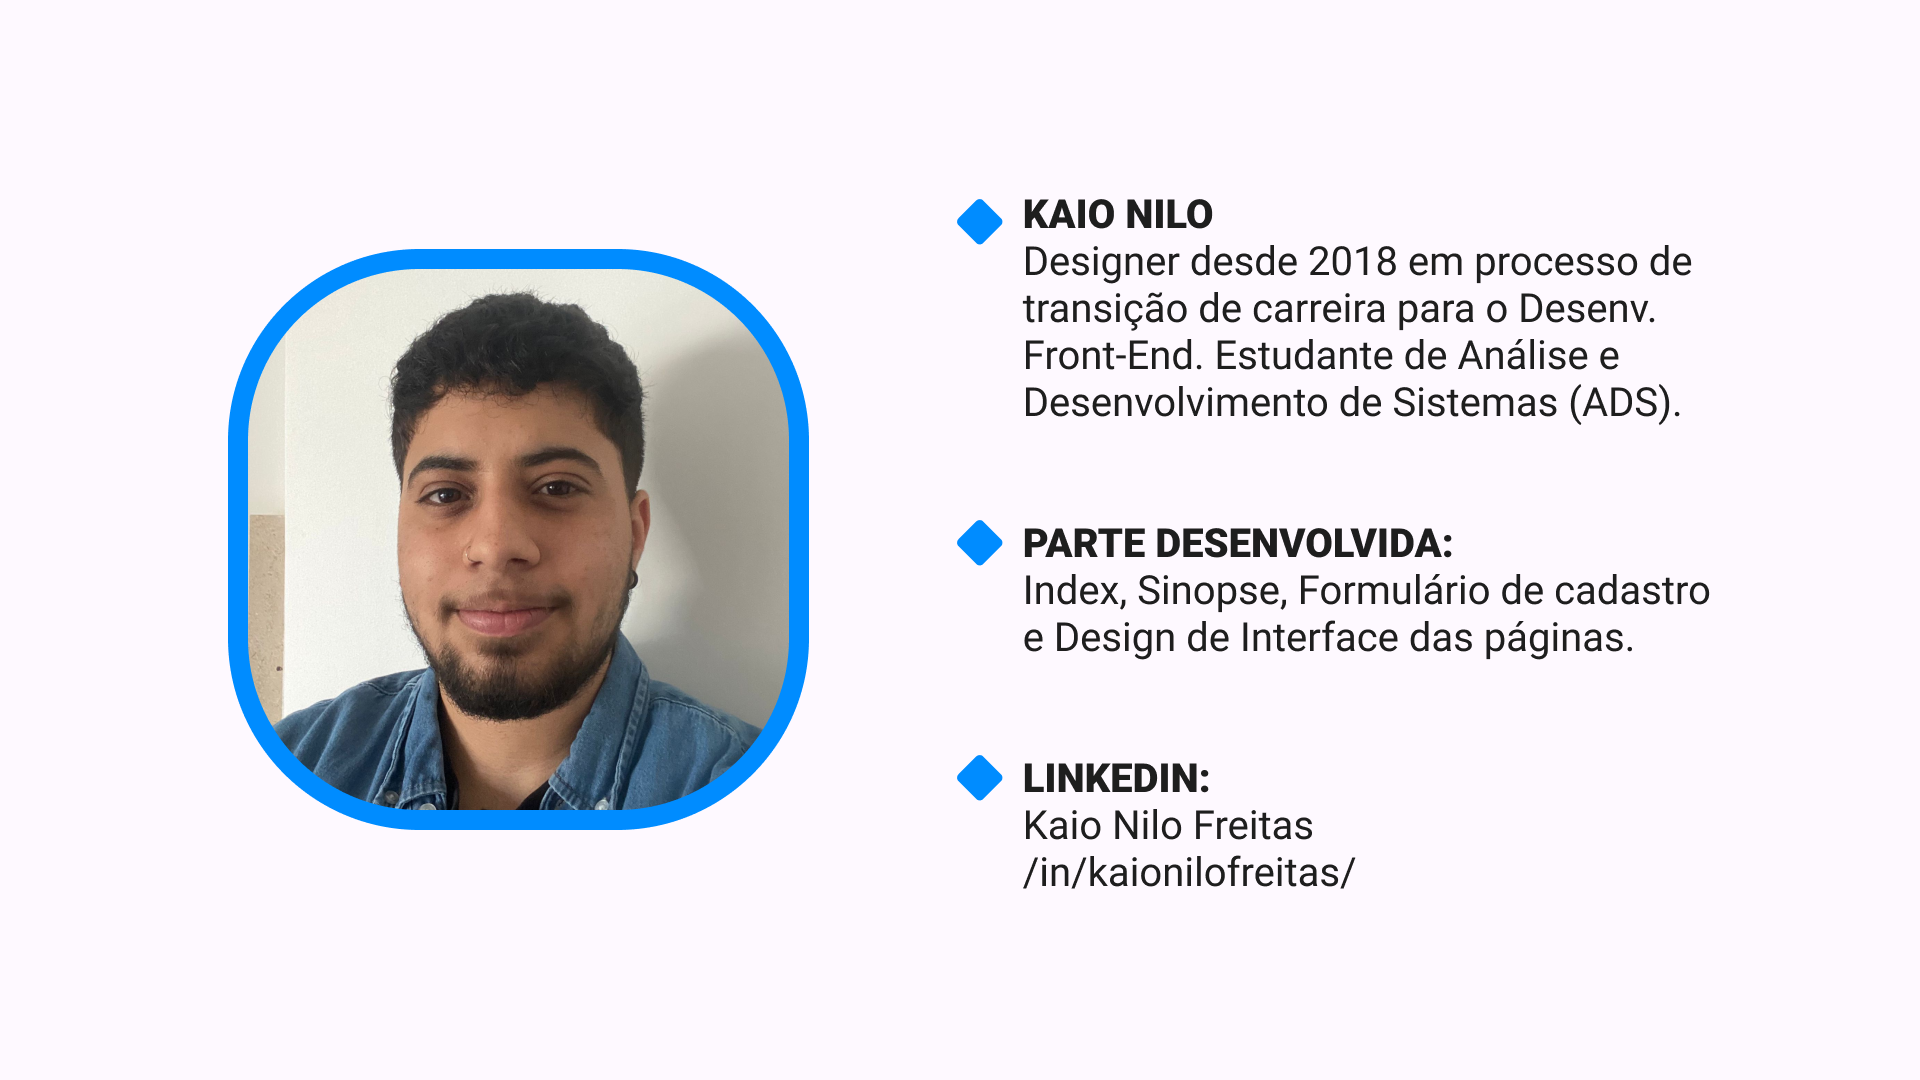 KAIO NILO
Designer desde 2018 em processo de
transição de carreira para o Desenv.
Front-End. Estudante de Análise e
Desenvolvimento de Sistemas (ADS).
PARTE DESENVOLVIDA:
Index, Sinopse, Formulário de cadastro
e Design de Interface das páginas.
LINKEDIN:
Kaio Nilo Freitas
/in/kaionilofreitas/